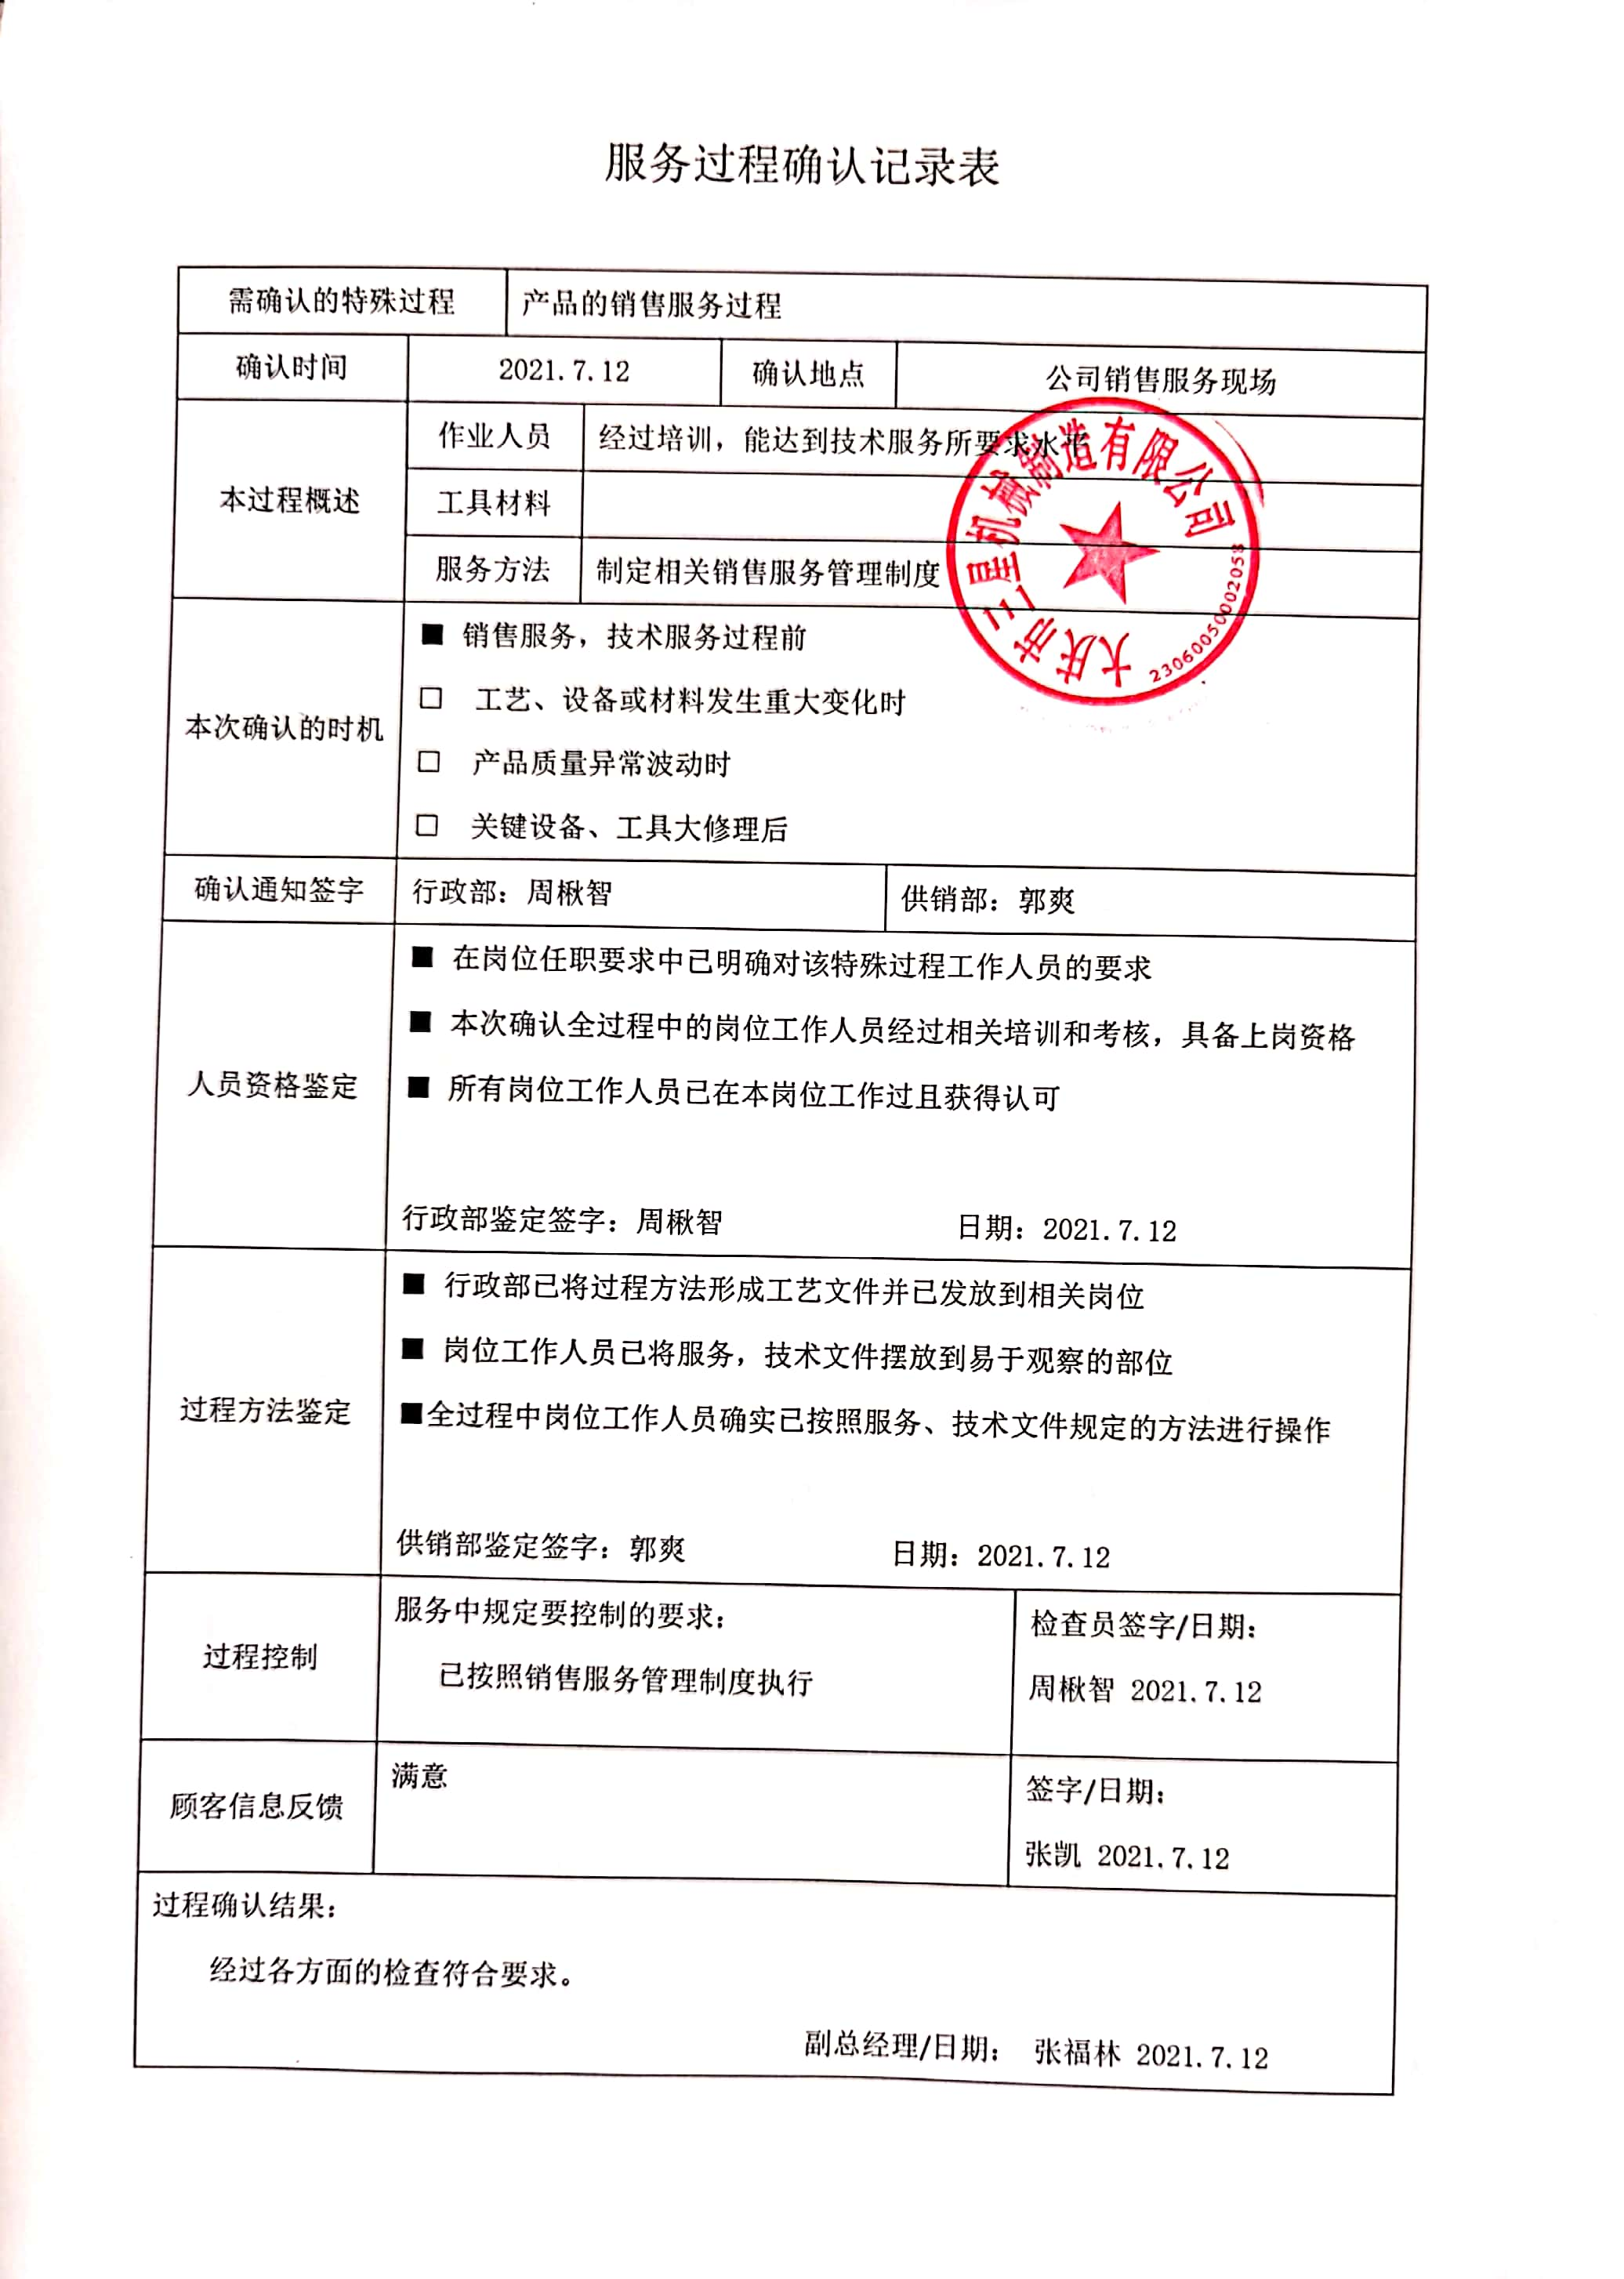 服务过程确认记录表
需确认的特殊过程 产品的销售服务过程
确认时间 2021.7.12 确认地点 公司销售服务现场
本过程概述
作业人员 经过培训，能达到技术服务所要求水平
工具材料
服务方法 制定相关销售服务管理制度
大庆市三星机械制造有限公司
23060050002058
本次确认的时机
■ 销售服务，技术服务过程前
□ 工艺、设备或材料发生重大变化时
□ 产品质量异常波动时
□ 关键设备、工具大修理后
确认通知签字 行政部：周楸智 供销部：郭爽
人员资格鉴定
■ 在岗位任职要求中已明确对该特殊过程工作人员的要求
■ 本次确认全过程中的岗位工作人员经过相关培训和考核，具备上岗资格
■ 所有岗位工作人员已在本岗位工作过且获得认可
行政部鉴定签字：周楸智 日期：2021.7.12
过程方法鉴定
■ 行政部已将过程方法形成工艺文件并已发放到相关岗位
■ 岗位工作人员已将服务，技术文件摆放到易于观察的部位
■全过程中岗位工作人员确实已按照服务、技术文件规定的方法进行操作
供销部鉴定签字：郭爽 日期：2021.7.12
过程控制
服务中规定要控制的要求：
已按照销售服务管理制度执行
检查员签字/日期：
周楸智 2021.7.12
顾客信息反馈
满意
签字/日期：
张凯 2021.7.12
过程确认结果：
经过各方面的检查符合要求。
副总经理/日期： 张福林 2021.7.12